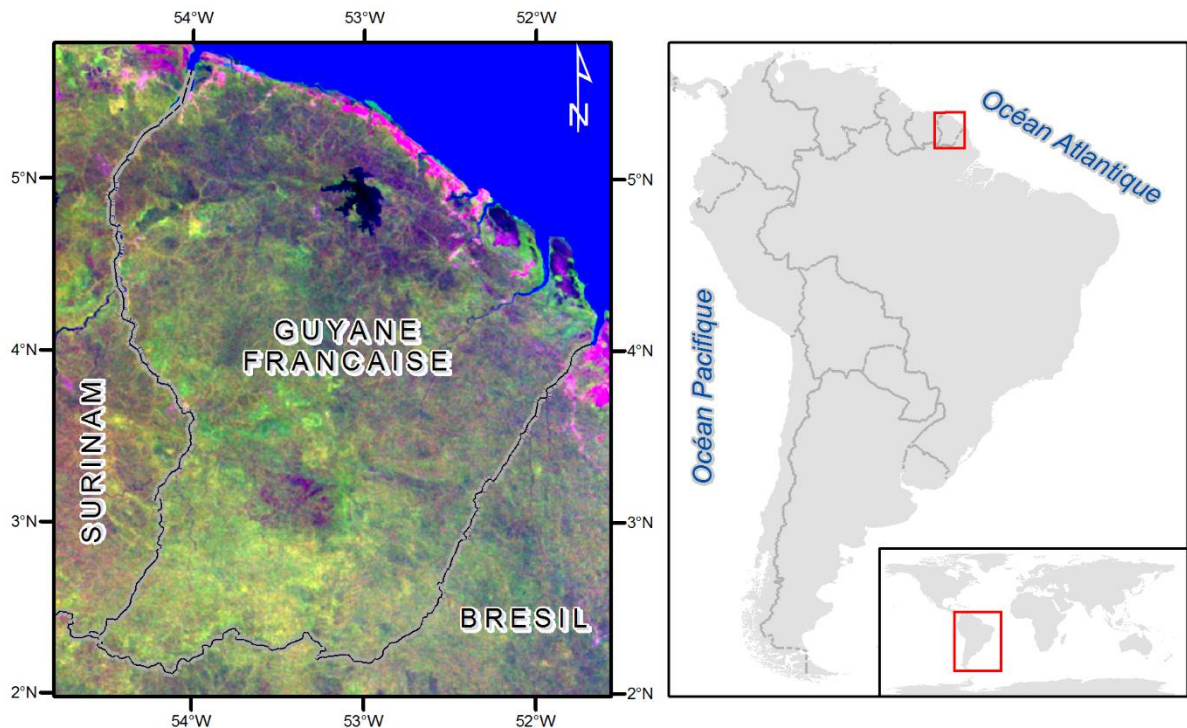 54°W
53°W
52°W
N
5°N
4°N
3°N
2°N
GUYANE
FRANCAISE
SURINAM
BRESIL
5°N
4°N
3°N
2°N
54°W
53°W
52°W
Océan Atlantique
Océan Pacifique